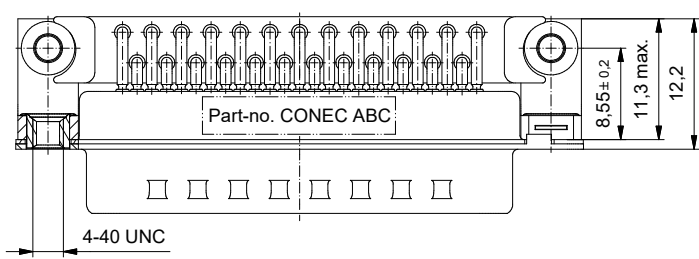 Part-no. CONEC ABC
8,55± 0,2
11,3 max.
12,2
4-40 UNC